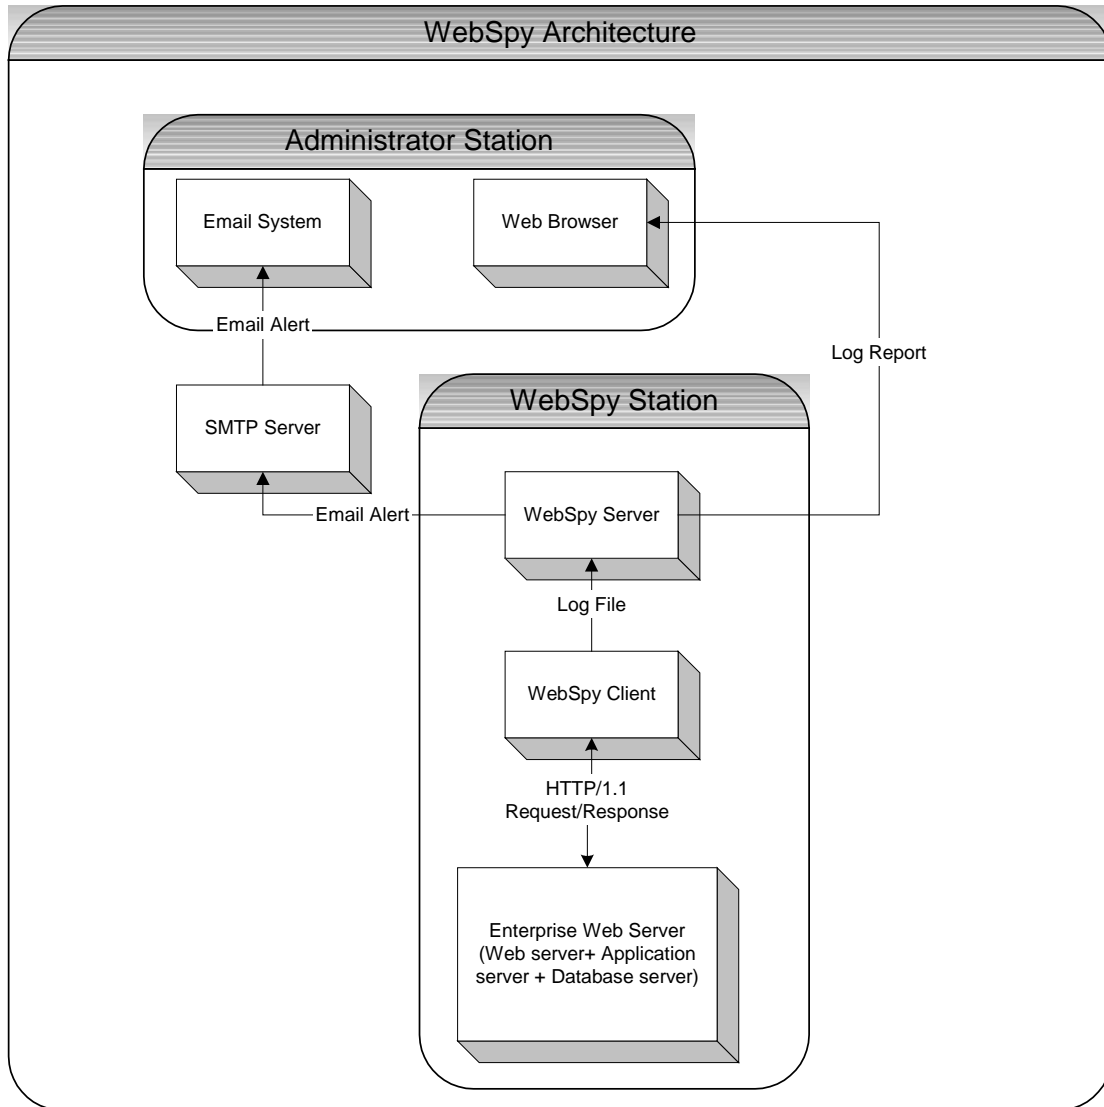 WebSpy Architecture
Administrator Station
Email System
Web Browser
Email Alert
Log Report
WebSpy Station
SMTP Server
Email Alert
WebSpy Server
Log File
WebSpy Client
HTTP/1.1
Request/Response
Enterprise Web Server
(Web server+ Application
server + Database server)